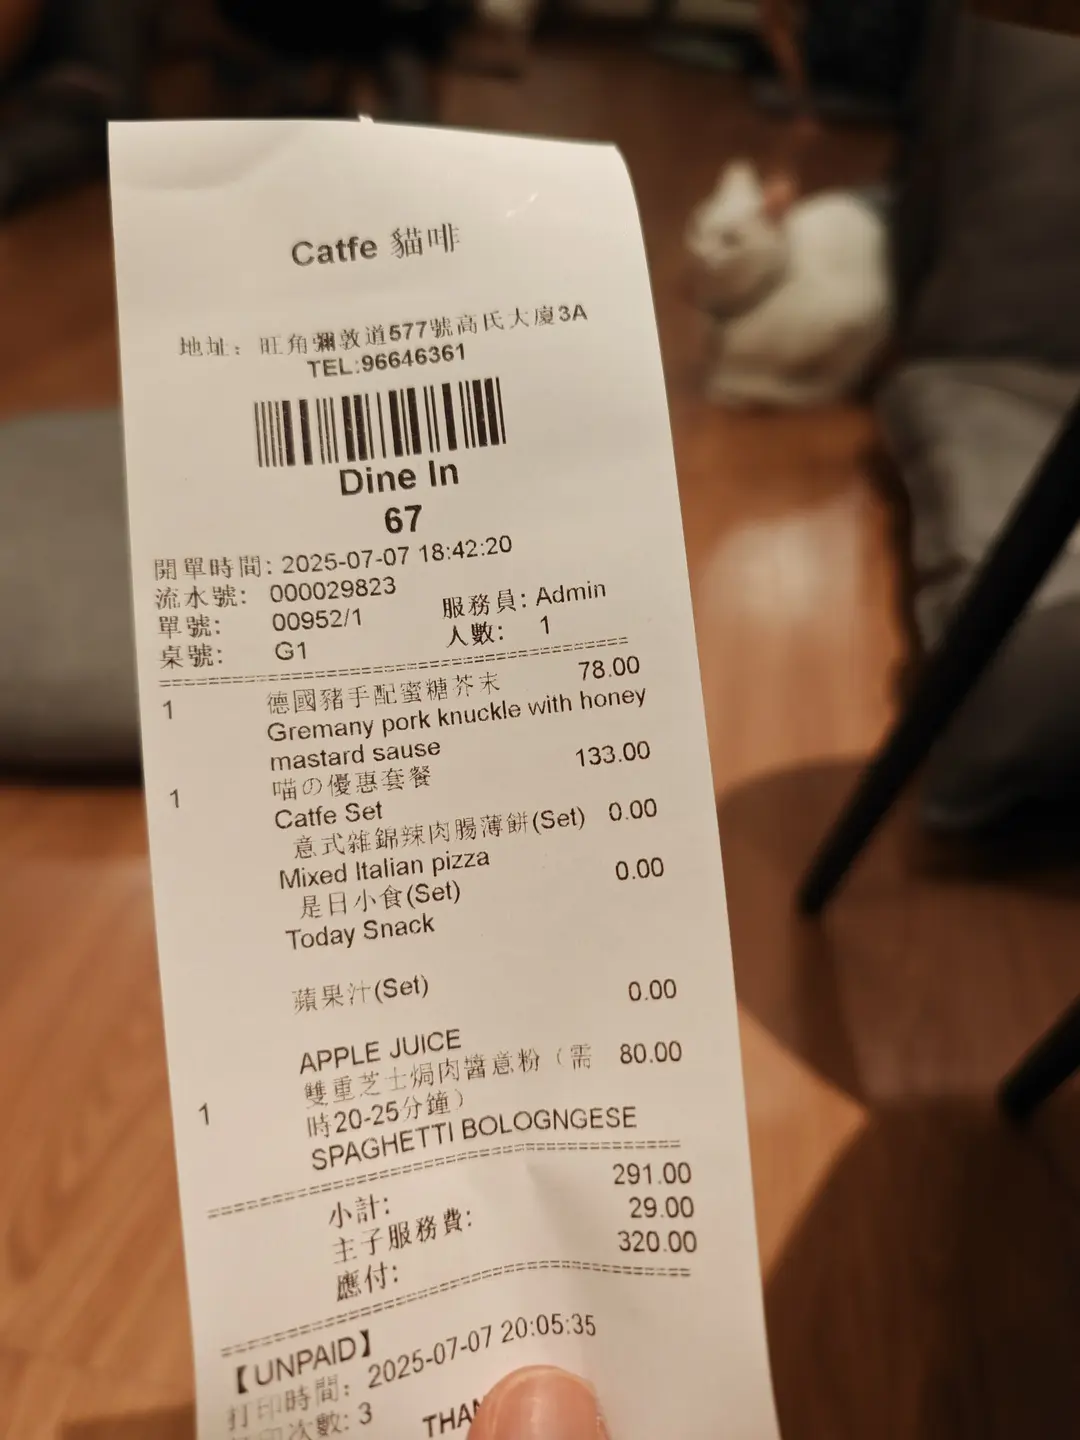 Catfe 貓啡
地址：旺角彌敦道577號高氏大廈3A
TEL:96646361
Dine In
67
開單時間: 2025-07-07 18:42:20
流水號: 000029823
單號: 00952/1 服務員: Admin
桌號: G1 人數: 1
1 德國豬手配蜜糖芥末 78.00
Gremany pork knuckle with honey
mastard sause
1 喵の優惠套餐 133.00
Catfe Set
意式雜錦辣肉腸薄餅(Set) 0.00
Mixed Italian pizza
是日小食(Set) 0.00
Today Snack
蘋果汁(Set) 0.00
APPLE JUICE
1 雙重芝士焗肉醬意粉（需 80.00
時20-25分鐘）
SPAGHETTI BOLOGNGESE
小計: 291.00
主子服務費: 29.00
應付: 320.00
【UNPAID】
打印時間: 2025-07-07 20:05:35
打印次數: 3